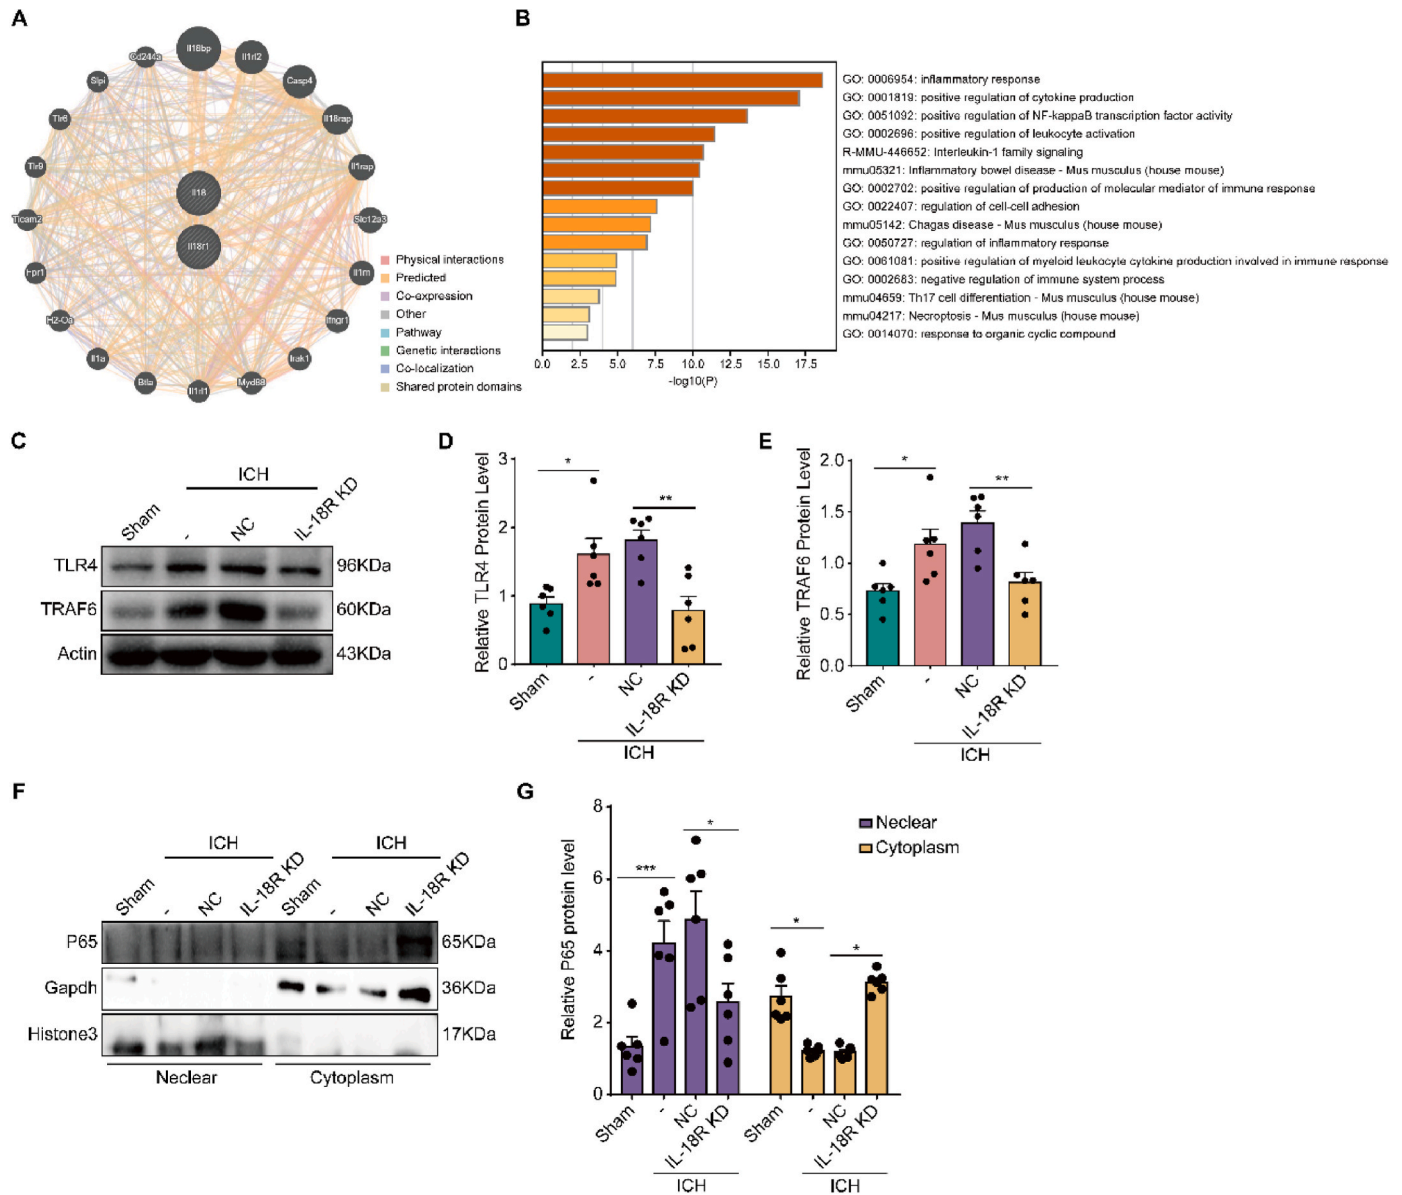 A
Il18bp
Il1rl2
Casp4
Il18rap
Il1rap
Slc12a3
Il1rn
Ifngr1
Irak1
Myd88
Il1rl1
Btla
Il1a
H2-Oa
Fpr1
Ticam2
Tlr9
Tlr6
Slpi
Cd244a
Il18
Il18r1
Physical interactions
Predicted
Co-expression
Other
Pathway
Genetic interactions
Co-localization
Shared protein domains
B
GO: 0006954: inflammatory response
GO: 0001819: positive regulation of cytokine production
GO: 0051092: positive regulation of NF-kappaB transcription factor activity
GO: 0002696: positive regulation of leukocyte activation
R-MMU-446652: Interleukin-1 family signaling
mmu05321: Inflammatory bowel disease - Mus musculus (house mouse)
GO: 0002702: positive regulation of production of molecular mediator of immune response
GO: 0022407: regulation of cell-cell adhesion
mmu05142: Chagas disease - Mus musculus (house mouse)
GO: 0050727: regulation of inflammatory response
GO: 0061081: positive regulation of myeloid leukocyte cytokine production involved in immune response
GO: 0002683: negative regulation of immune system process
mmu04659: Th17 cell differentiation - Mus musculus (house mouse)
mmu04217: Necroptosis - Mus musculus (house mouse)
GO: 0014070: response to organic cyclic compound
0.0 2.5 5.0 7.5 10.0 12.5 15.0 17.5
-log10(P)
C
ICH
Sham - NC IL-18R KD
TLR4 96KDa
TRAF6 60KDa
Actin 43KDa
D
Relative TLR4 Protein Level
3
2
1
0
* **
Sham - NC IL-18R KD
ICH
E
Relative TRAF6 Protein Level
2.0
1.5
1.0
0.5
0.0
* **
Sham - NC IL-18R KD
ICH
F
ICH ICH
Sham - NC IL-18R KD Sham - NC IL-18R KD
P65 65KDa
Gapdh 36KDa
Histone3 17KDa
Neclear Cytoplasm
G
Relative P65 protein level
8
6
4
2
0
*** * * *
Neclear
Cytoplasm
Sham - NC IL-18R KD Sham - NC IL-18R KD
ICH ICH